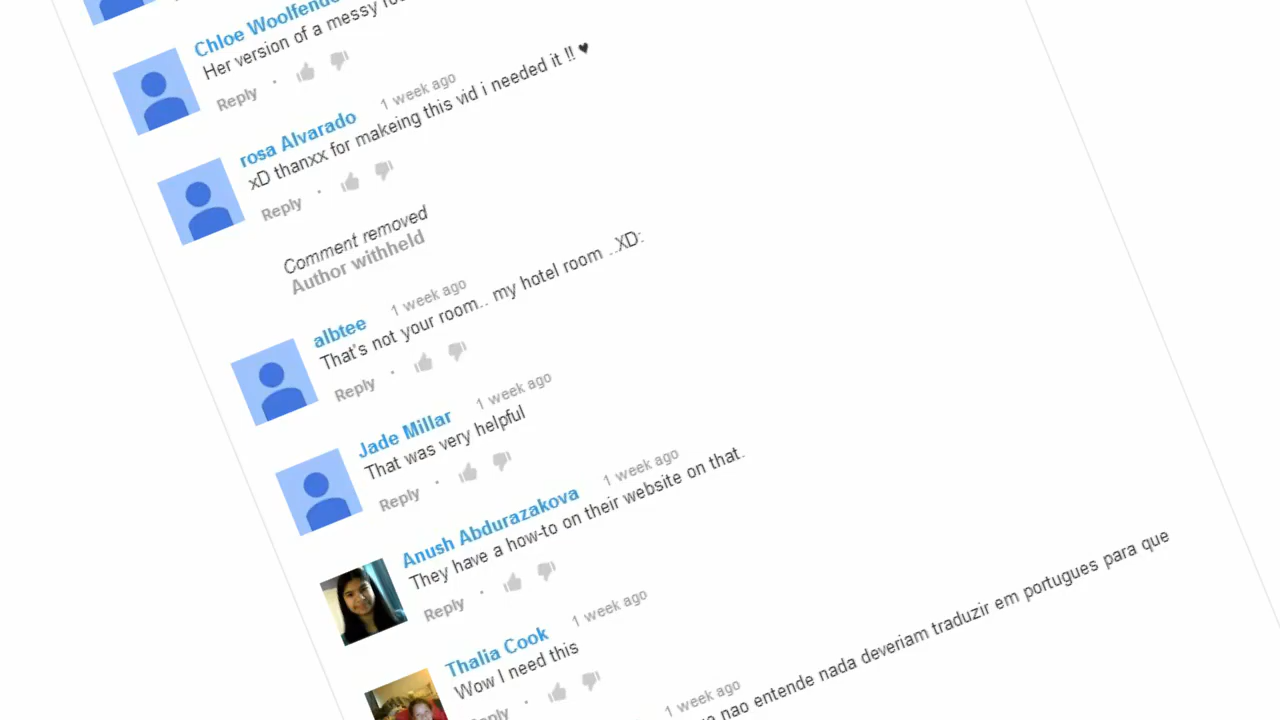 Chloe Woolfend
Her version of a messy
Reply •
rosa Alvarado 1 week ago
xD thanxx for makeing this vid i needed it !! ♥
Reply •
Comment removed
Author withheld
albtee 1 week ago
That's not your room.. my hotel room ..XD:
Reply •
Jade Millar 1 week ago
That was very helpful
Reply •
Anush Abdurazakova 1 week ago
They have a how-to on their website on that.
Reply •
Thalia Cook 1 week ago
Wow I need this
Reply •
1 week ago
nao entende nada deveriam traduzir em portugues para que